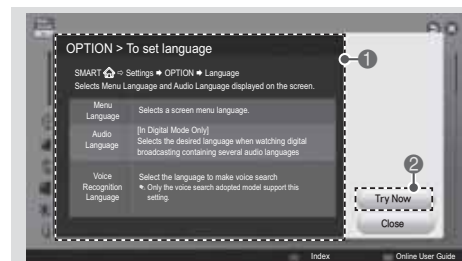 OPTION > To set language
SMART ⇨ Settings ➡ OPTION ➡ Language
Selects Menu Language and Audio Language displayed on the screen.
Menu
Language
Selects a screen menu language.
Audio
Language
[In Digital Mode Only]
Selects the desired language when watching digital
broadcasting containing several audio languages
Voice
Recognition
Language
Select the language to make voice search
Only the voice search adopted model support this
setting.
1
2
Try Now
Close
Index
Online User Guide